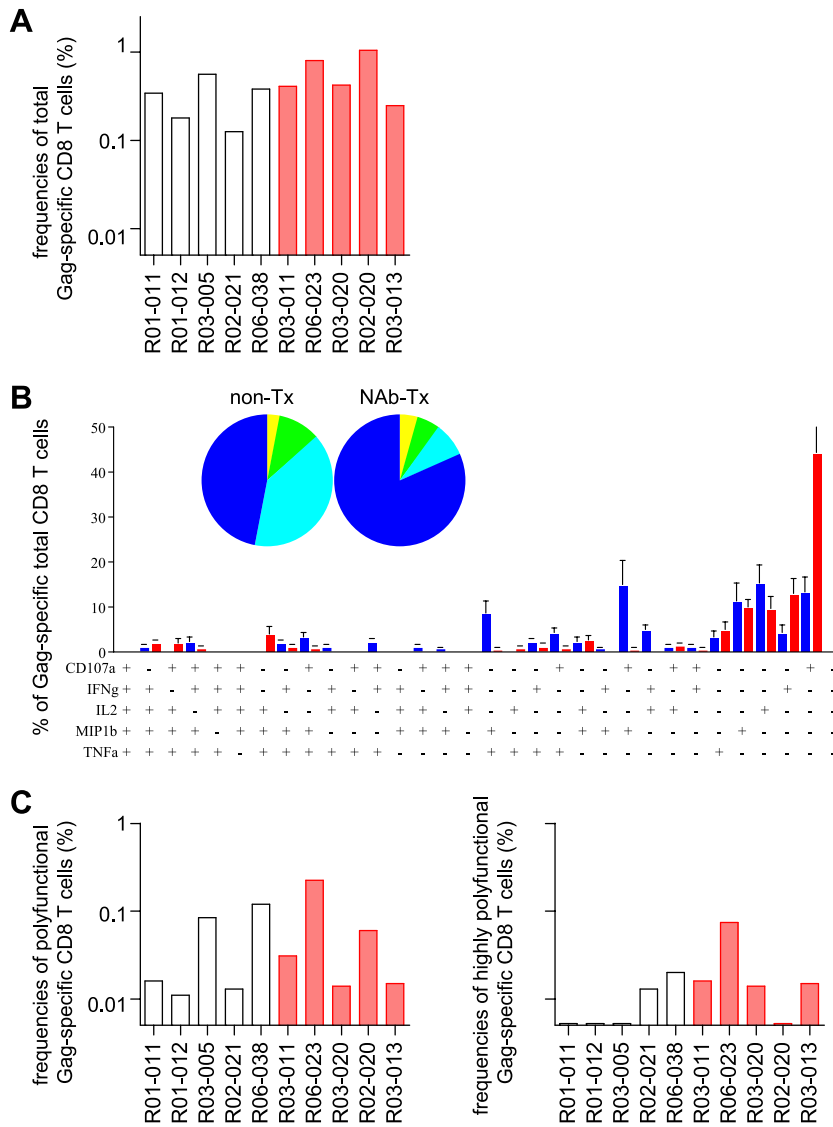 A
frequencies of total
Gag-specific CD8 T cells (%)
1
0.1
0.01
R01-011 R01-012 R03-005 R02-021 R06-038 R03-011 R06-023 R03-020 R02-020 R03-013
B
non-Tx NAb-Tx
% of Gag-specific total CD8 T cells
50
40
30
20
10
0
CD107a + - + + + + - - + - + + - + + + - - - + - - + - + + - - - - + -
IFNg + + - + + + - + - + - + + - + + - - + - - + - + - + - - - + - -
IL2 + + + - + + + - - + + - + + - + - + - - + - - + + - - - + - - -
MIP1b + + + + - + + + + - - - + + + - + - - - + + + - - - - + - - - -
TNFa + + + + + - + + + + + + - - - - + + + + - - - - - - + - - - - -
C
frequencies of polyfunctional
Gag-specific CD8 T cells (%)
1
0.1
0.01
R01-011 R01-012 R03-005 R02-021 R06-038 R03-011 R06-023 R03-020 R02-020 R03-013
frequencies of highly polyfunctional
Gag-specific CD8 T cells (%)
R01-011 R01-012 R03-005 R02-021 R06-038 R03-011 R06-023 R03-020 R02-020 R03-013